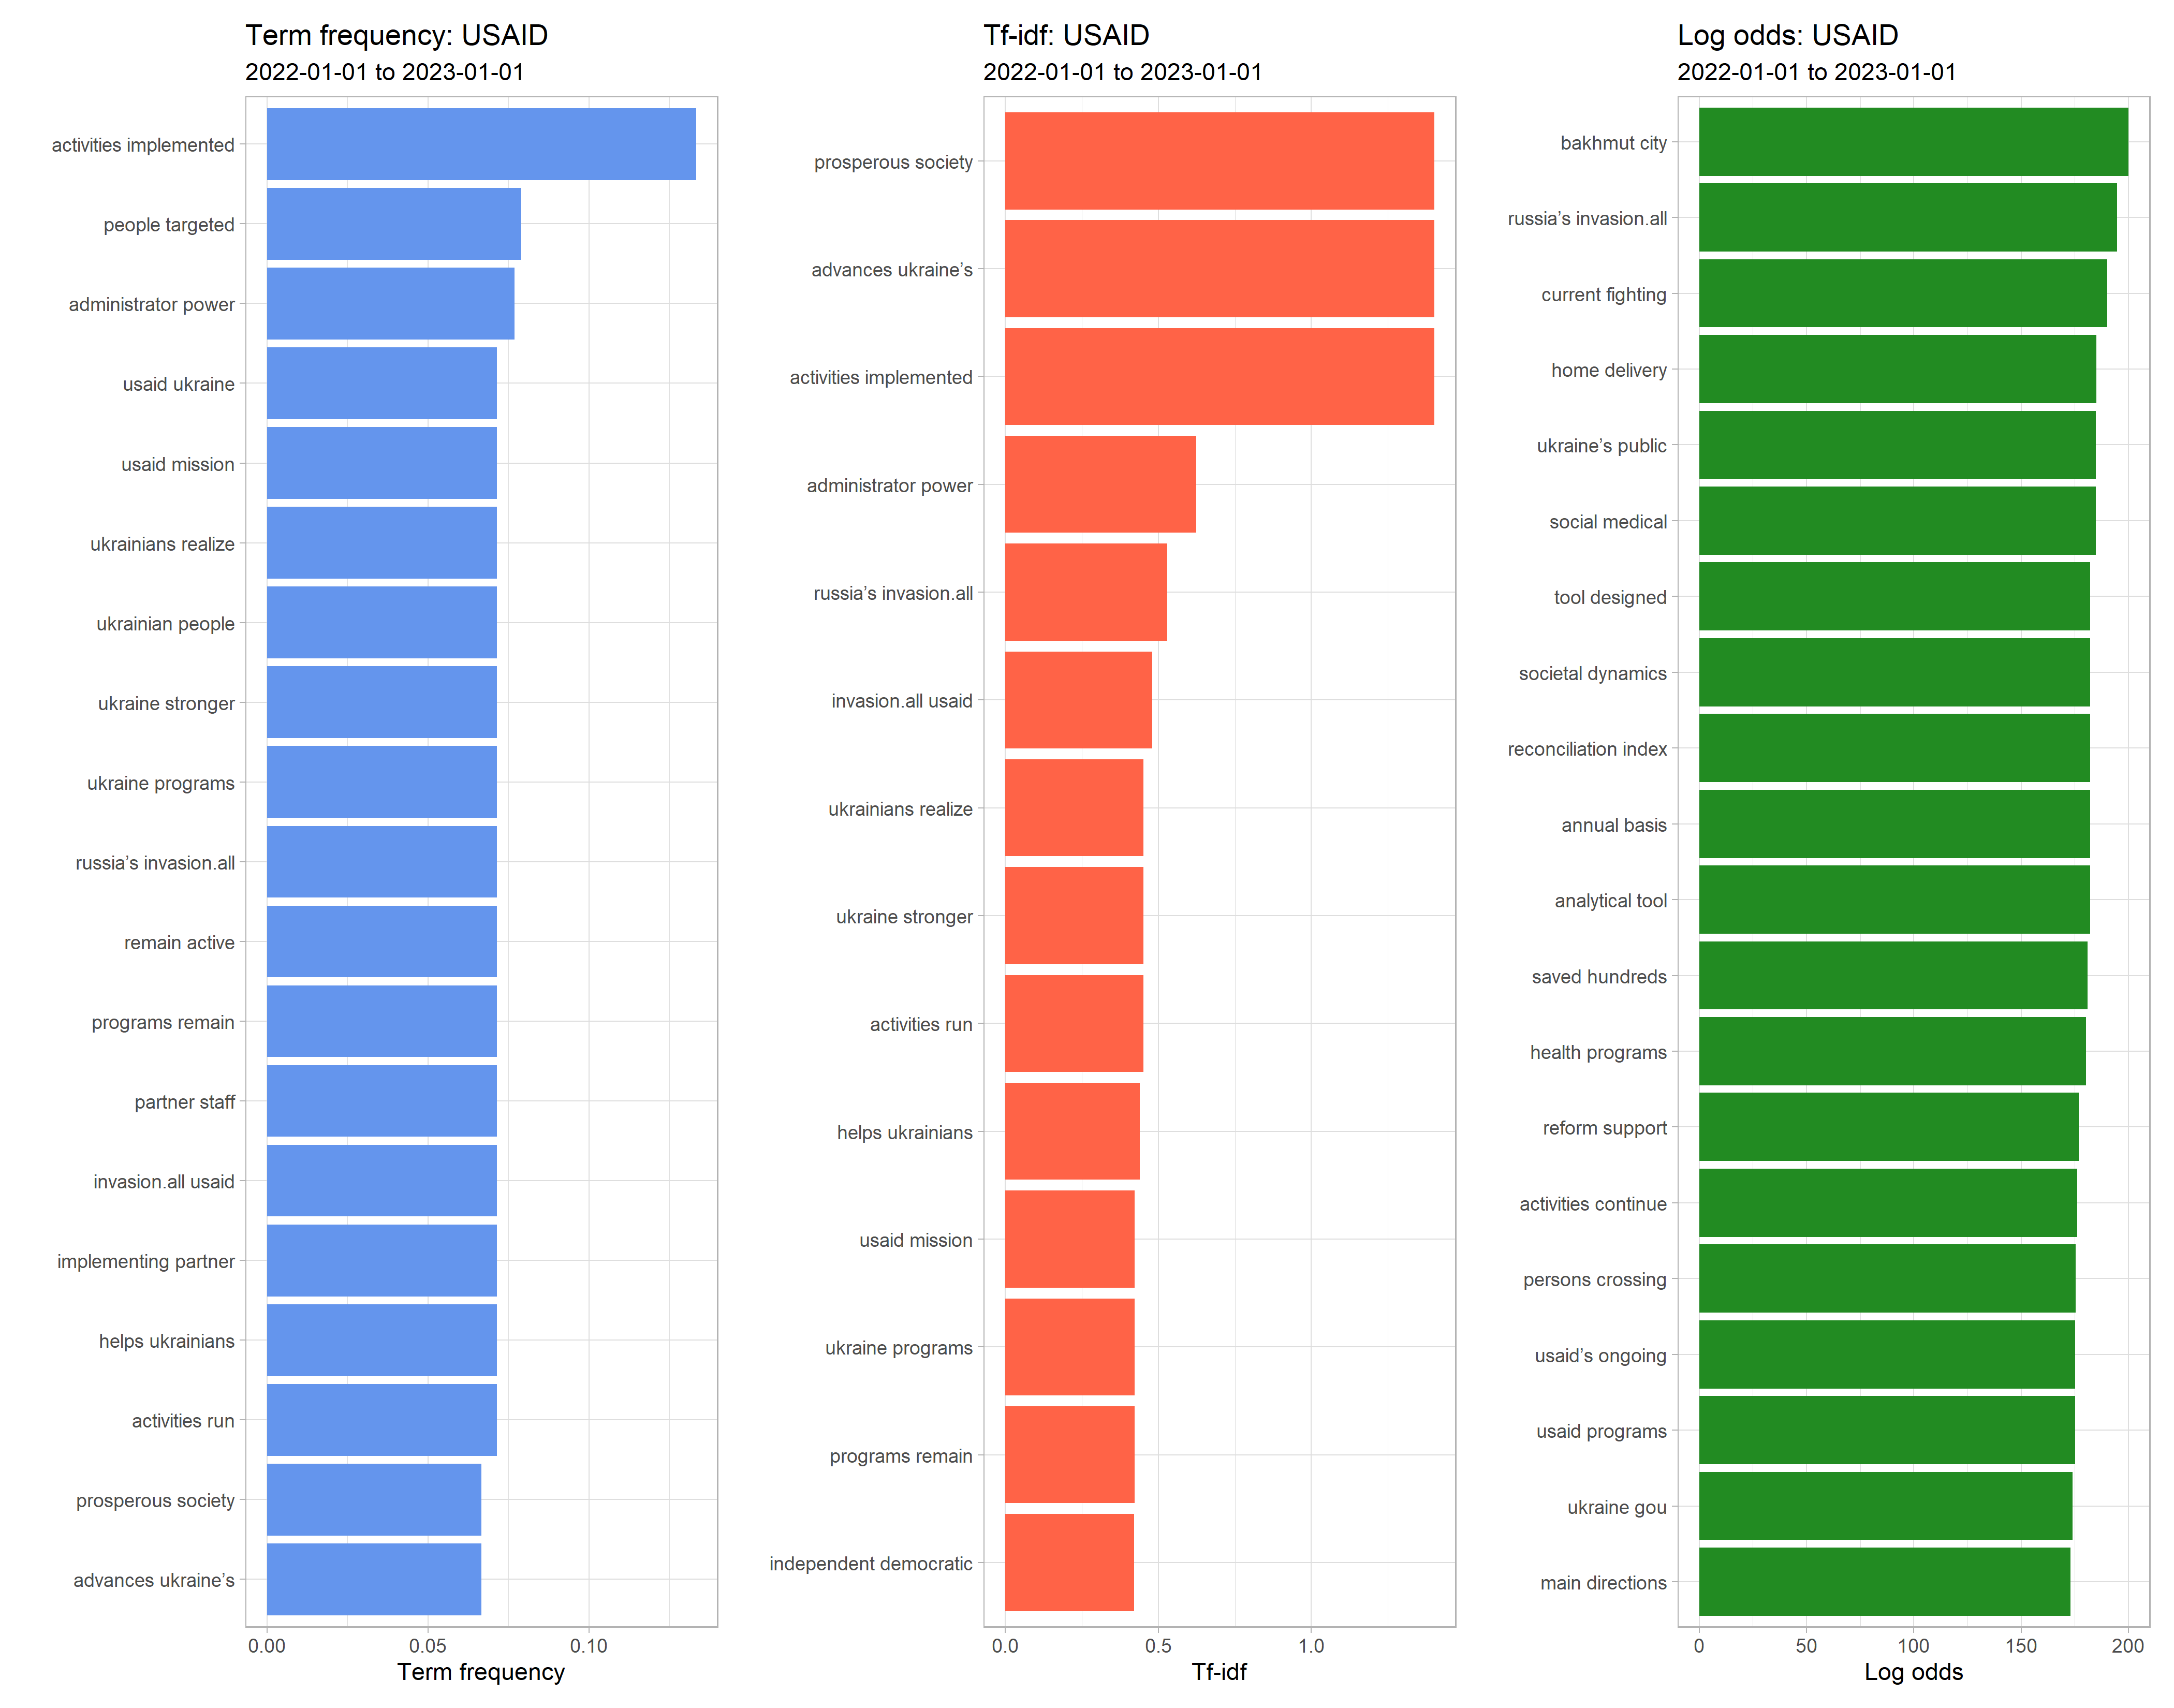 Term frequency: USAID
2022-01-01 to 2023-01-01
activities implemented
people targeted
administrator power
usaid ukraine
usaid mission
ukrainians realize
ukrainian people
ukraine stronger
ukraine programs
russia’s invasion.all
remain active
programs remain
partner staff
invasion.all usaid
implementing partner
helps ukrainians
activities run
prosperous society
advances ukraine’s
0.00 0.05 0.10
Term frequency
Tf-idf: USAID
2022-01-01 to 2023-01-01
prosperous society
advances ukraine’s
activities implemented
administrator power
russia’s invasion.all
invasion.all usaid
ukrainians realize
ukraine stronger
activities run
helps ukrainians
usaid mission
ukraine programs
programs remain
independent democratic
0.0 0.5 1.0
Tf-idf
Log odds: USAID
2022-01-01 to 2023-01-01
bakhmut city
russia’s invasion.all
current fighting
home delivery
ukraine’s public
social medical
tool designed
societal dynamics
reconciliation index
annual basis
analytical tool
saved hundreds
health programs
reform support
activities continue
persons crossing
usaid’s ongoing
usaid programs
ukraine gou
main directions
0 50 100 150 200
Log odds